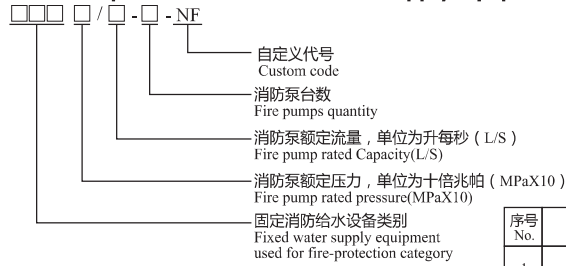 □□□ □/□-□-NF
自定义代号
Custom code
消防泵台数
Fire pumps quantity
消防泵额定流量，单位为升每秒（L/S）
Fire pump rated Capacity(L/S)
消防泵额定压力，单位为十倍兆帕（MPaX10）
Fire pump rated pressure(MPaX10)
固定消防给水设备类别
Fixed water supply equipment
used for fire-protection category
序号
No.